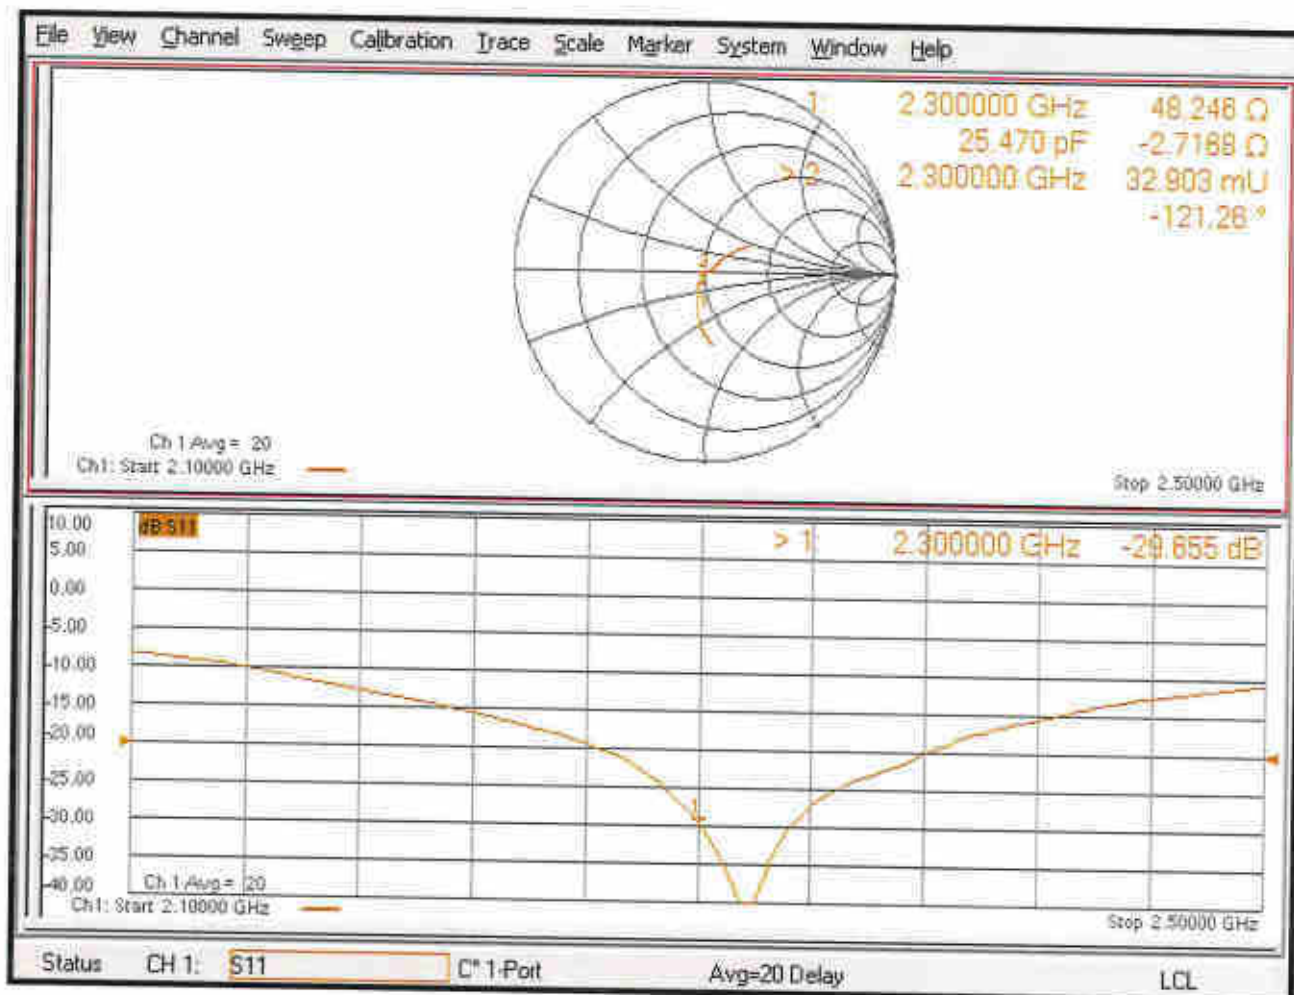 File View Channel Sweep Calibration Trace Scale Marker System Window Help
1 2.300000 GHz 48.246 Ω
25.470 pF -2.7169 Ω
> 2 2.300000 GHz 32.903 mU
-121.26 °
2
Ch 1 Avg = 20
Ch1: Start 2.10000 GHz
Stop 2.50000 GHz
10.00
dB S11
> 1 2.300000 GHz -29.655 dB
5.00
0.00
-5.00
-10.00
-15.00
-20.00
-25.00
-30.00
1
-35.00
-40.00
Ch 1 Avg = 20
Ch1: Start 2.10000 GHz
Stop 2.50000 GHz
Status CH 1: S11 C* 1-Port Avg=20 Delay LCL